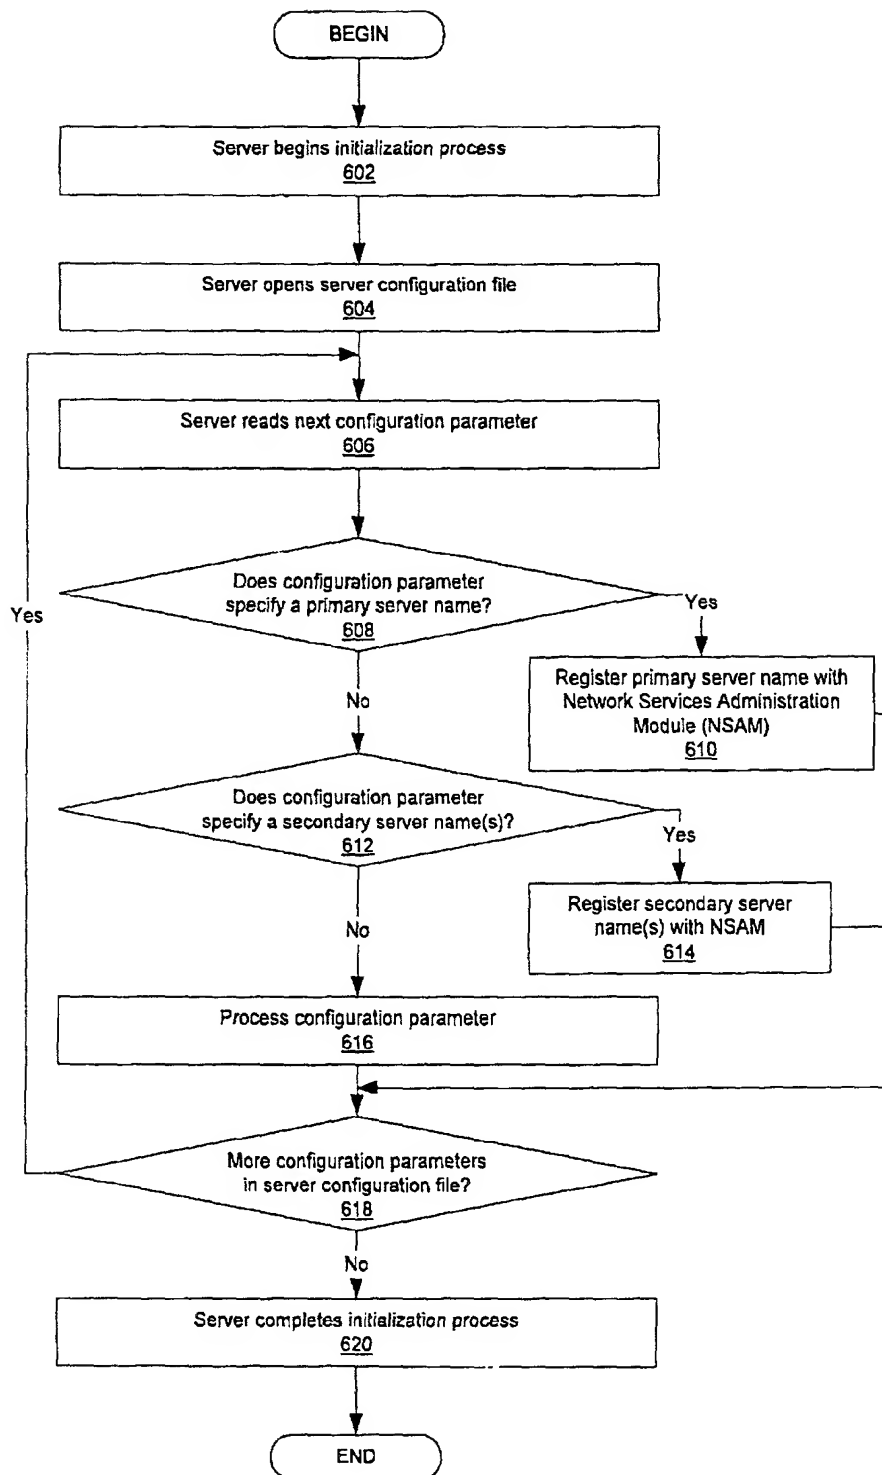 BEGIN
Server begins initialization process
602
Server opens server configuration file
604
Server reads next configuration parameter
606
Does configuration parameter
specify a primary server name?
608
Yes
Yes
Register primary server name with
Network Services Administration
Module (NSAM)
610
No
Does configuration parameter
specify a secondary server name(s)?
612
Yes
Register secondary server
name(s) with NSAM
614
No
Process configuration parameter
616
More configuration parameters
in server configuration file?
618
No
Server completes initialization process
620
END